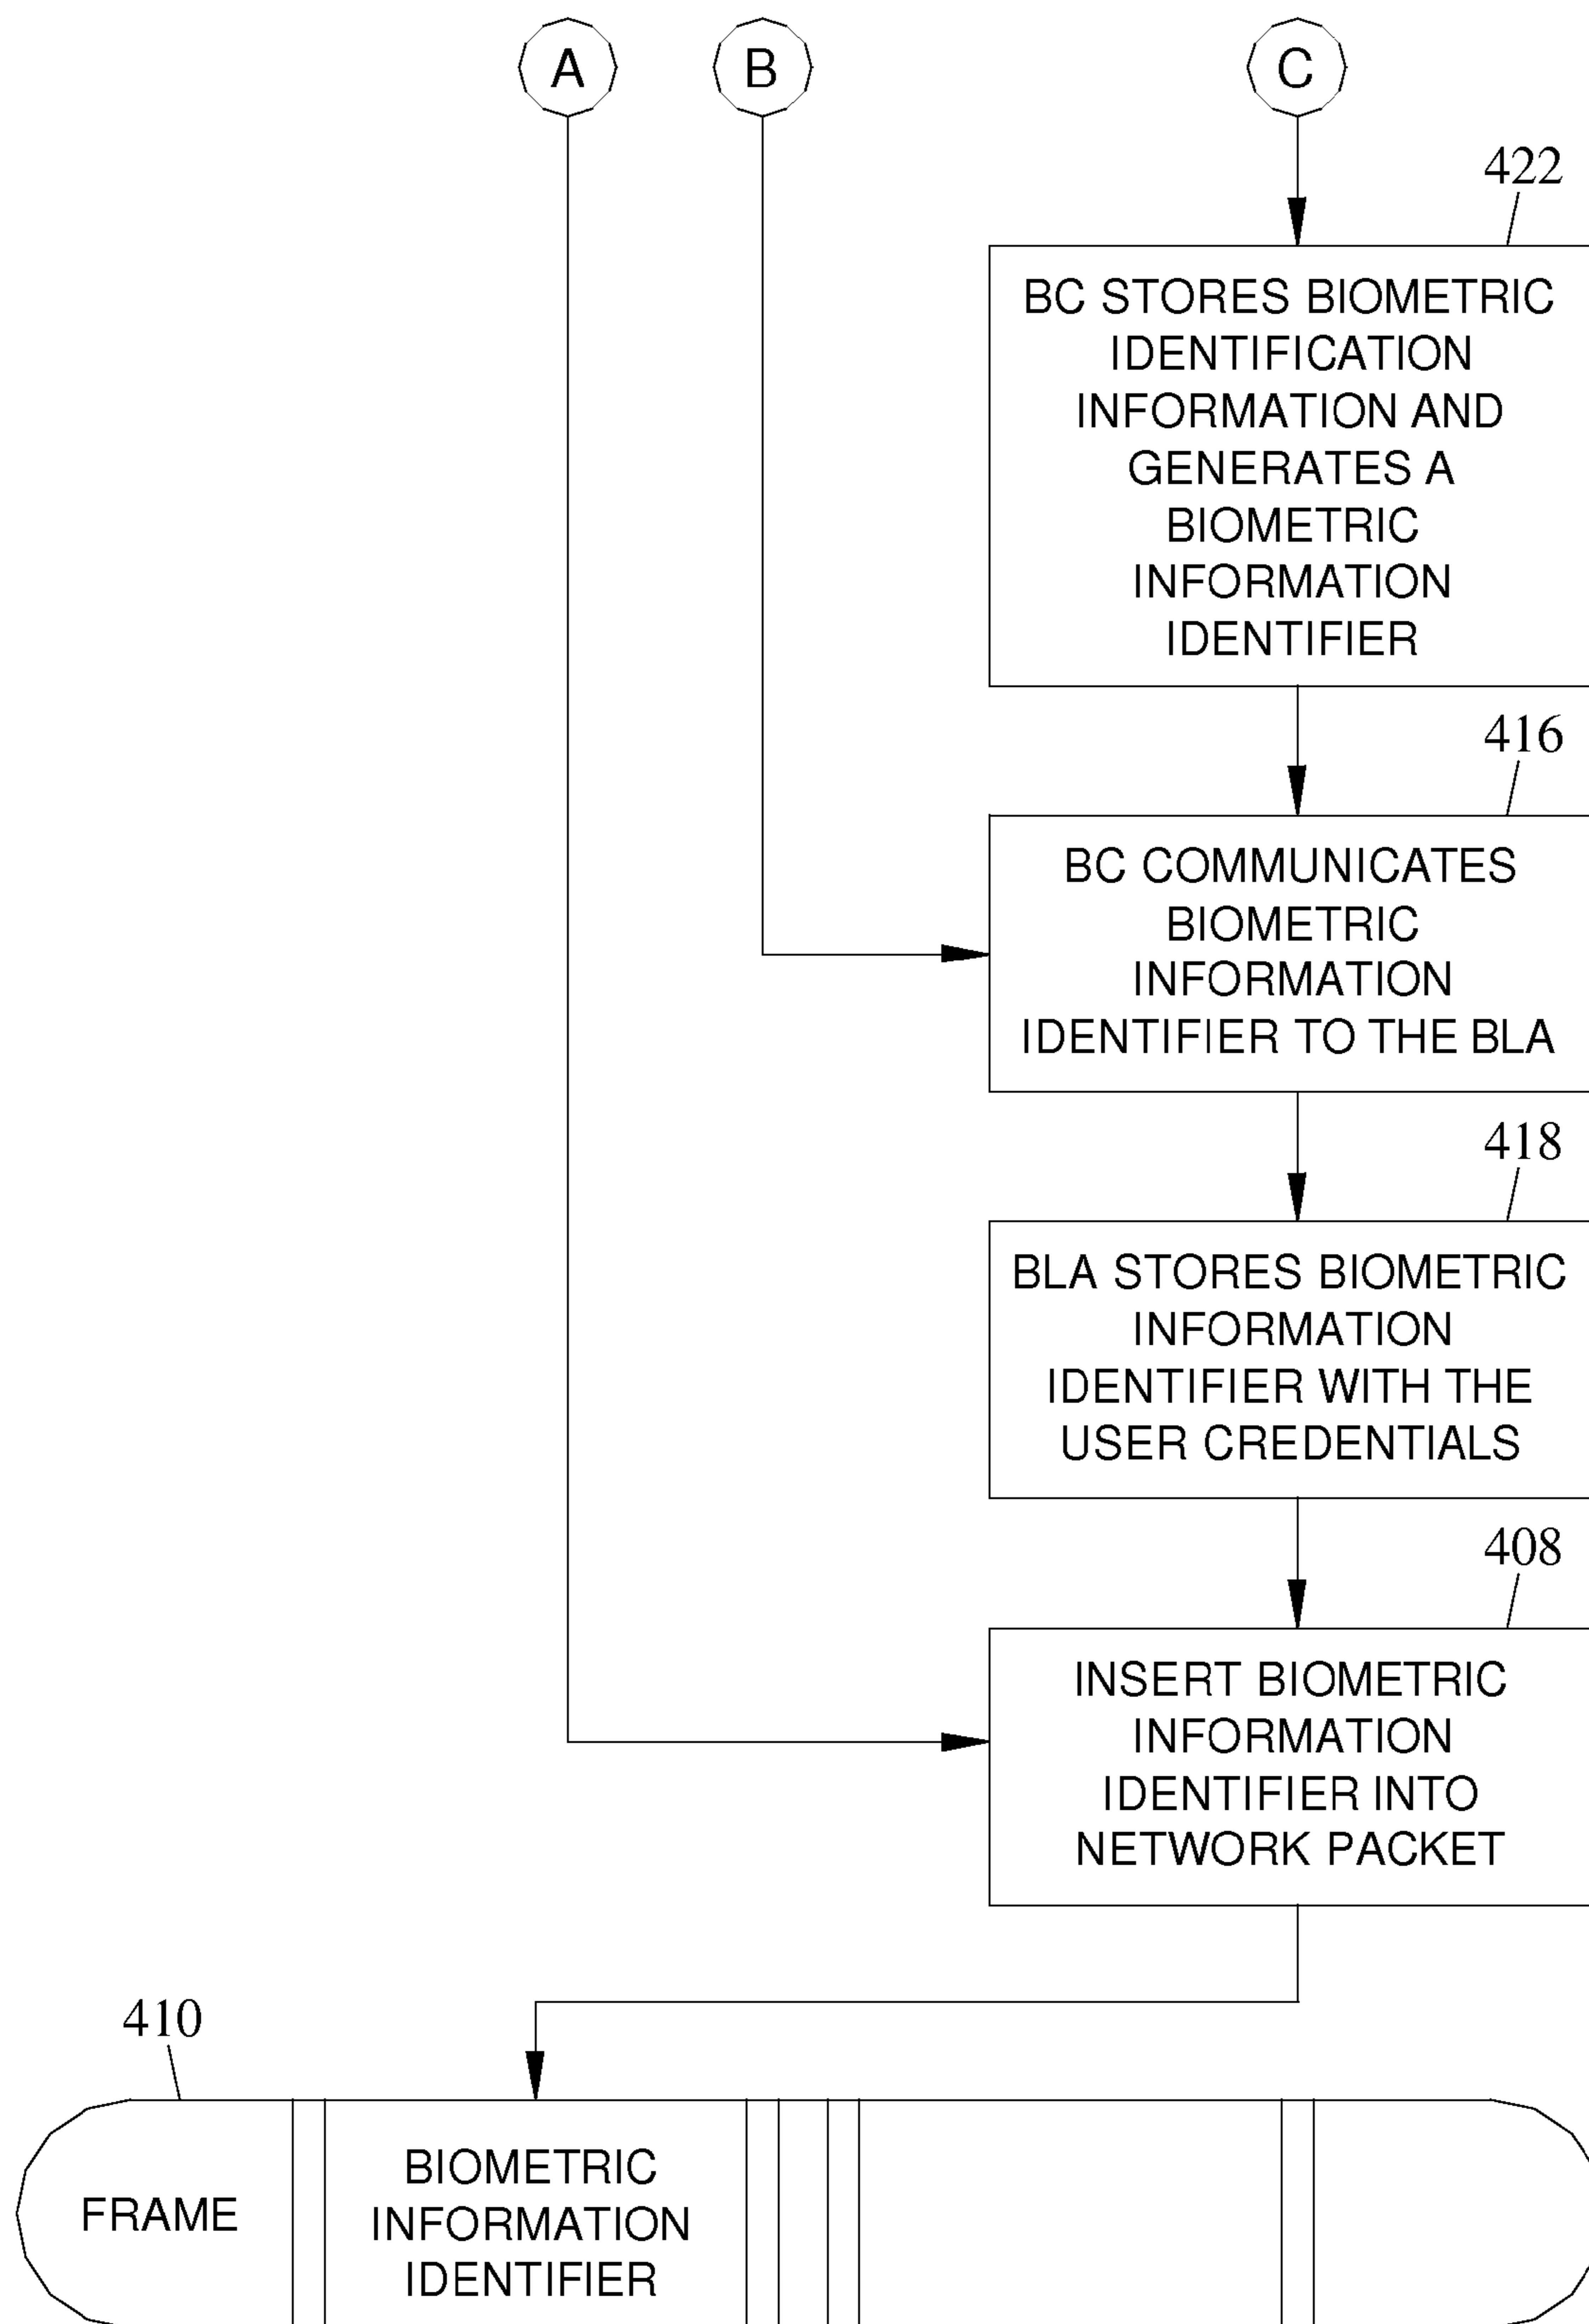 A
B
C
422
BC STORES BIOMETRIC
IDENTIFICATION
INFORMATION AND
GENERATES A
BIOMETRIC
INFORMATION
IDENTIFIER
416
BC COMMUNICATES
BIOMETRIC
INFORMATION
IDENTIFIER TO THE BLA
418
BLA STORES BIOMETRIC
INFORMATION
IDENTIFIER WITH THE
USER CREDENTIALS
408
INSERT BIOMETRIC
INFORMATION
IDENTIFIER INTO
NETWORK PACKET
410
FRAME
BIOMETRIC
INFORMATION
IDENTIFIER